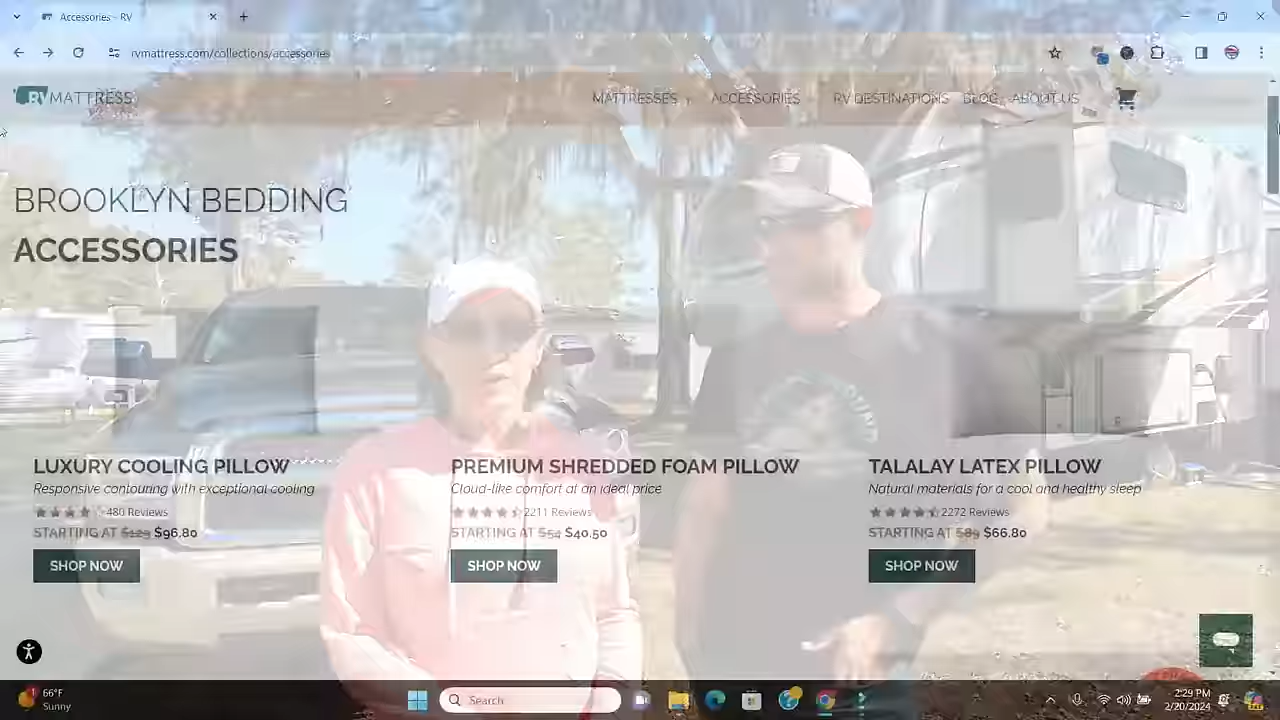 Accessories - RV
rvmattress.com/collections/accessories
RVMATTRESS
MATTRESSES ACCESSORIES RV DESTINATIONS BLOG ABOUT US
BROOKLYN BEDDING
ACCESSORIES
LUXURY COOLING PILLOW
Responsive contouring with exceptional cooling
480 Reviews
STARTING AT $129 $96.80
SHOP NOW
PREMIUM SHREDDED FOAM PILLOW
Cloud-like comfort at an ideal price
2211 Reviews
STARTING AT $54 $40.50
SHOP NOW
TALALAY LATEX PILLOW
Natural materials for a cool and healthy sleep
2272 Reviews
STARTING AT $89 $66.80
SHOP NOW
1
66°F
Sunny
Search
2:29 PM
2/20/2024